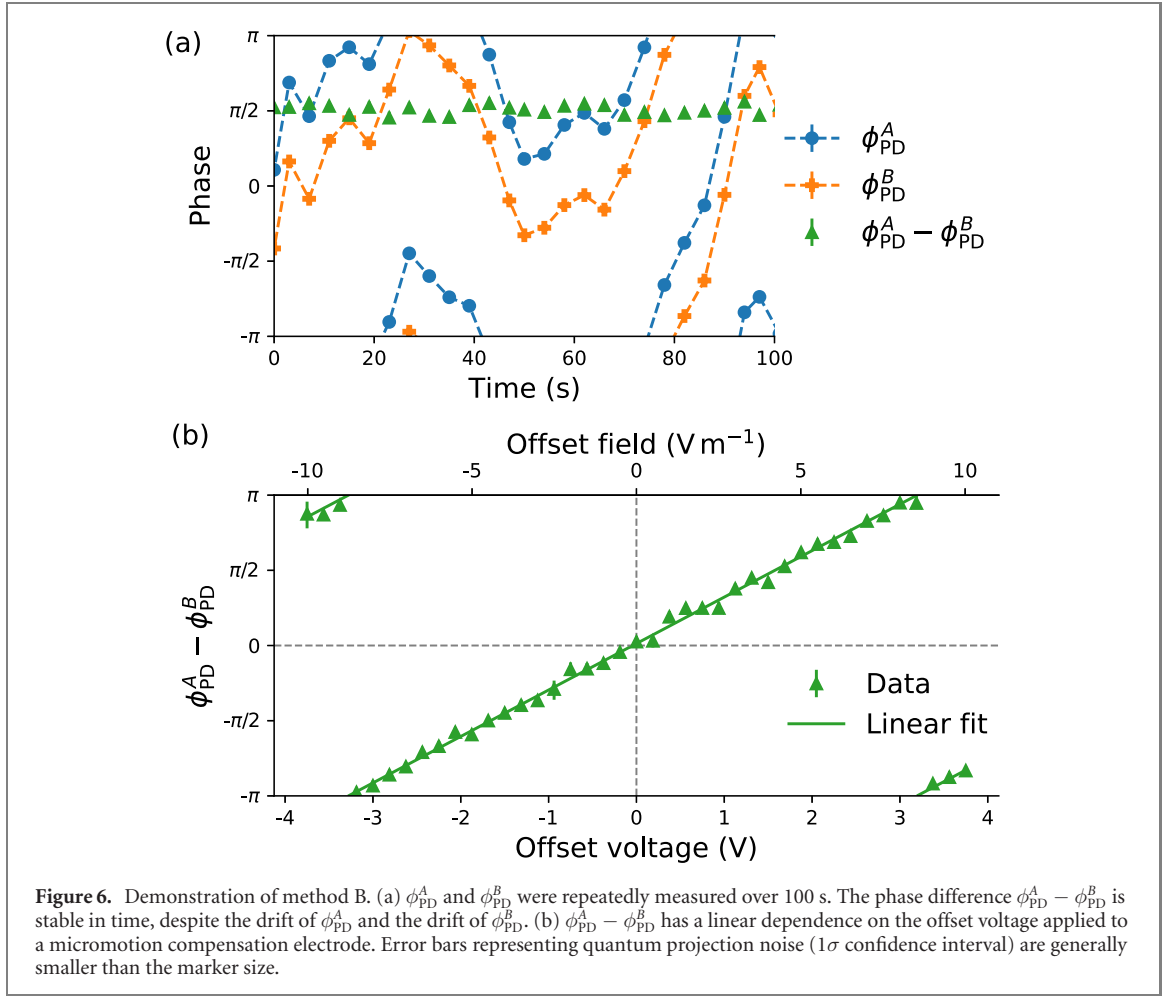 (a)
π
π/2
0
-π/2
-π
Phase
0 20 40 60 80 100
Time (s)
ϕ^A_PD
ϕ^B_PD
ϕ^A_PD − ϕ^B_PD
(b)
Offset field (V m⁻¹)
-10 -5 0 5 10
π
π/2
0
-π/2
-π
ϕ^A_PD − ϕ^B_PD
Data
Linear fit
-4 -3 -2 -1 0 1 2 3 4
Offset voltage (V)
Figure 6. Demonstration of method B. (a) ϕ^A_PD and ϕ^B_PD were repeatedly measured over 100 s. The phase difference ϕ^A_PD − ϕ^B_PD is
stable in time, despite the drift of ϕ^A_PD and the drift of ϕ^B_PD. (b) ϕ^A_PD − ϕ^B_PD has a linear dependence on the offset voltage applied to
a micromotion compensation electrode. Error bars representing quantum projection noise (1σ confidence interval) are generally
smaller than the marker size.